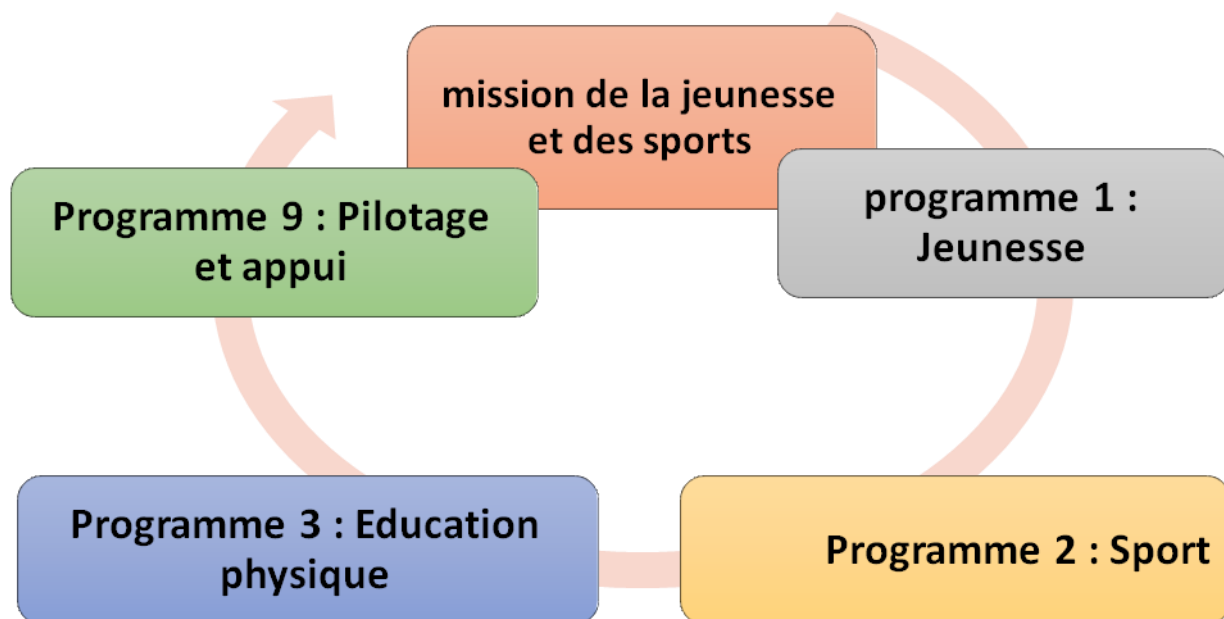 mission de la jeunesse
et des sports
programme 1 :
Jeunesse
Programme 2 : Sport
Programme 3 : Education
physique
Programme 9 : Pilotage
et appui